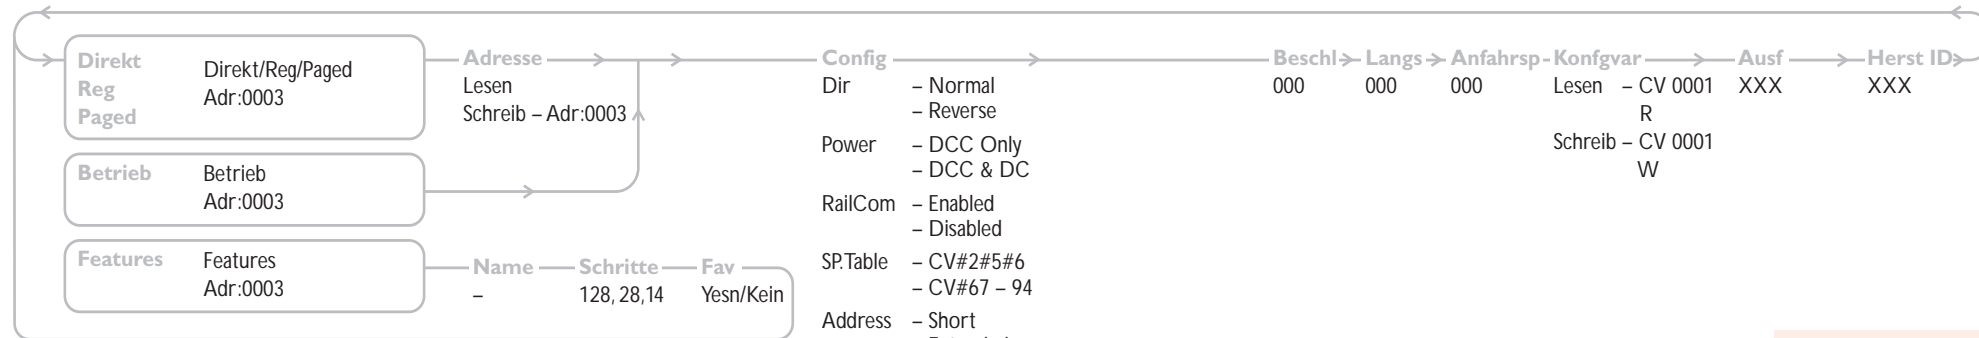 Direkt
Reg
Paged
Direkt/Reg/Paged
Adr:0003
Adresse
Lesen
Schreib – Adr:0003
Betrieb
Betrieb
Adr:0003
Features
Features
Adr:0003
Name
–
Schritte
128, 28,14
Fav
Yesn/Kein
Config
Dir – Normal
– Reverse
Power – DCC Only
– DCC & DC
RailCom – Enabled
– Disabled
SP.Table – CV#2#5#6
– CV#67 – 94
Address – Short
Beschl
000
Langs
000
Anfahrsp
000
Konfgvar
Lesen – CV 0001
R
Schreib – CV 0001
W
Ausf
XXX
Herst ID
XXX